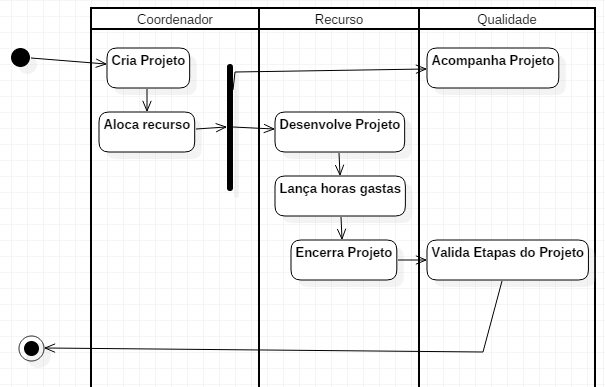 Coordenador
Recurso
Qualidade
Cria Projeto
Acompanha Projeto
Aloca recurso
Desenvolve Projeto
Lança horas gastas
Encerra Projeto
Valida Etapas do Projeto